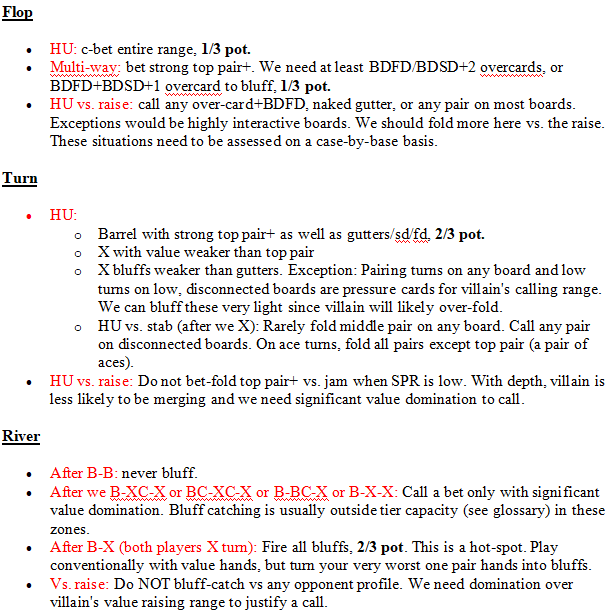 Flop
• HU: c-bet entire range, 1/3 pot.
• Multi-way: bet strong top pair+. We need at least BDFD/BDSD+2 overcards, or
BDFD+BDSD+1 overcard to bluff, 1/3 pot.
• HU vs. raise: call any over-card+BDFD, naked gutter, or any pair on most boards.
Exceptions would be highly interactive boards. We should fold more here vs. the raise.
These situations need to be assessed on a case-by-base basis.
Turn
• HU:
o Barrel with strong top pair+ as well as gutters/sd/fd, 2/3 pot.
o X with value weaker than top pair
o X bluffs weaker than gutters. Exception: Pairing turns on any board and low
turns on low, disconnected boards are pressure cards for villain's calling range.
We can bluff these very light since villain will likely over-fold.
o HU vs. stab (after we X): Rarely fold middle pair on any board. Call any pair
on disconnected boards. On ace turns, fold all pairs except top pair (a pair of
aces).
• HU vs. raise: Do not bet-fold top pair+ vs. jam when SPR is low. With depth, villain is
less likely to be merging and we need significant value domination to call.
River
• After B-B: never bluff.
• After we B-XC-X or BC-XC-X or B-BC-X or B-X-X: Call a bet only with significant
value domination. Bluff catching is usually outside tier capacity (see glossary) in these
zones.
• After B-X (both players X turn): Fire all bluffs, 2/3 pot. This is a hot-spot. Play
conventionally with value hands, but turn your very worst one pair hands into bluffs.
• Vs. raise: Do NOT bluff-catch vs any opponent profile. We need domination over
villain's value raising range to justify a call.